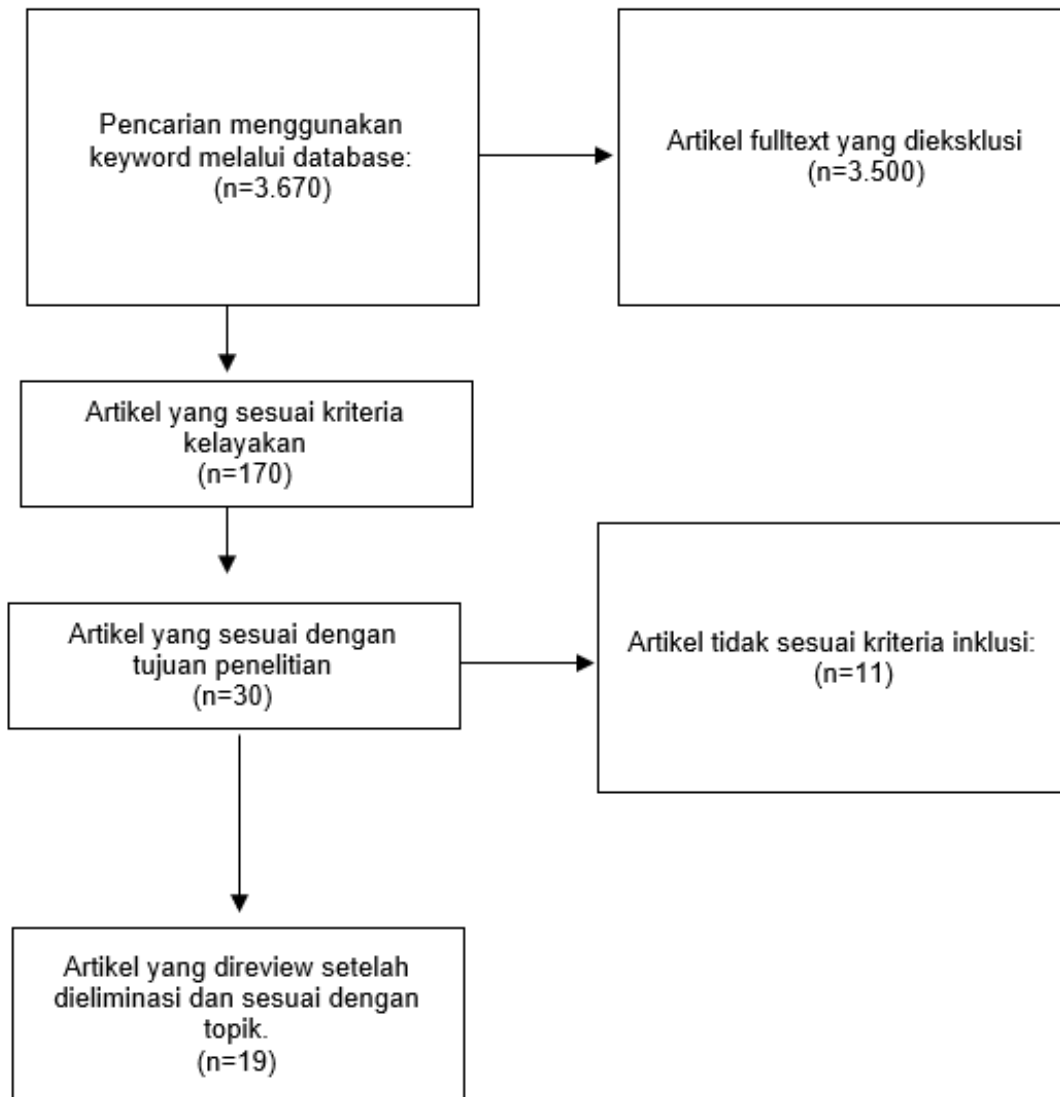 Pencarian menggunakan
keyword melalui database:
(n=3.670)
Artikel fulltext yang dieksklusi
(n=3.500)
Artikel yang sesuai kriteria
kelayakan
(n=170)
Artikel yang sesuai dengan
tujuan penelitian
(n=30)
Artikel tidak sesuai kriteria inklusi:
(n=11)
Artikel yang direview setelah
dieliminasi dan sesuai dengan
topik.
(n=19)